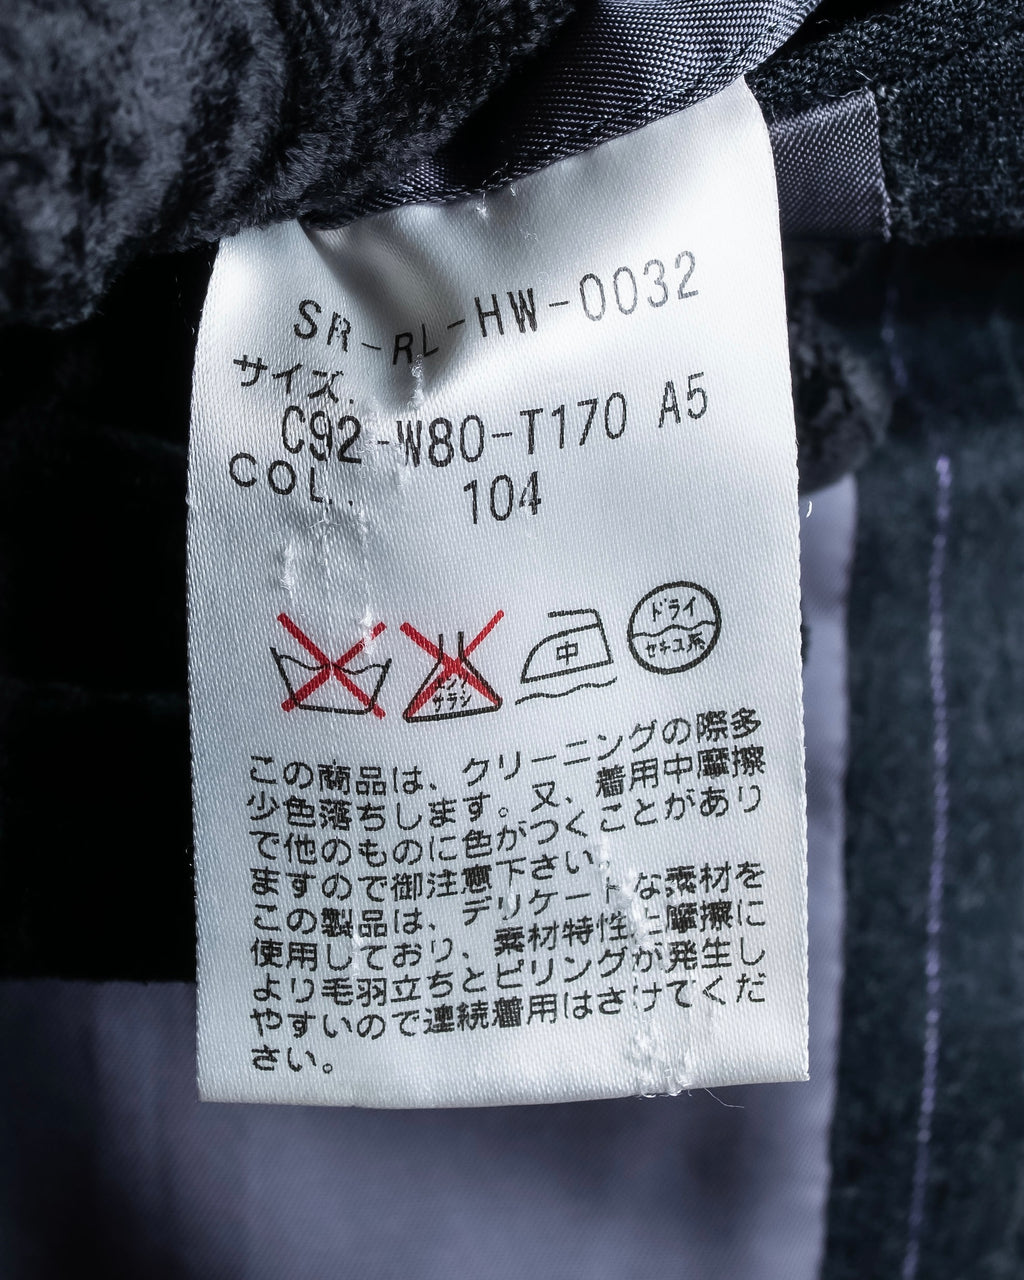 SR-RL-HW-0032
サイズ.
C92-W80-T170 A5
COL..
104
エンソ
サラシ
中
ドライ
セキユ系
この商品は、クリーニングの際多
少色落ちします。又、着用中摩擦
で他のものに色がつくことがあり
ますので御注意下さい。
この製品は、デリケートな素材を
使用しており、素材特性上摩擦に
より毛羽立ちとピリングが発生し
やすいので連続着用はさけてくだ
さい。